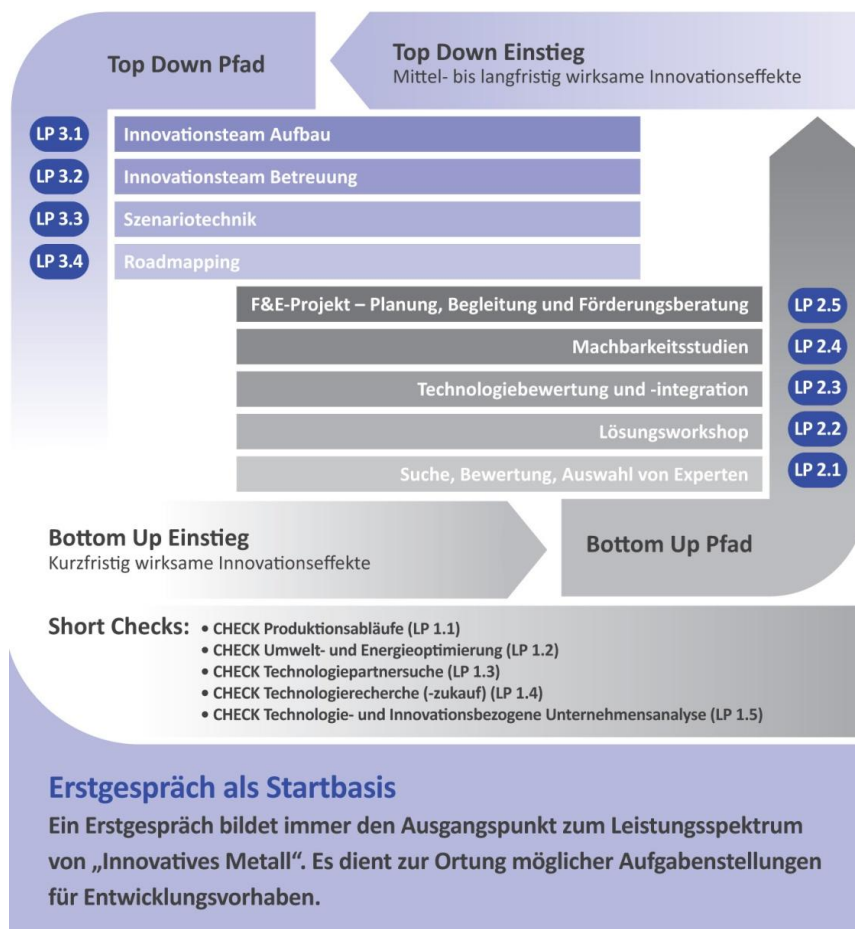 Top Down Pfad
Top Down Einstieg
Mittel- bis langfristig wirksame Innovationseffekte
LP 3.1 Innovationsteam Aufbau
LP 3.2 Innovationsteam Betreuung
LP 3.3 Szenariotechnik
LP 3.4 Roadmapping
F&E-Projekt – Planung, Begleitung und Förderungsberatung LP 2.5
Machbarkeitsstudien LP 2.4
Technologiebewertung und -integration LP 2.3
Lösungsworkshop LP 2.2
Suche, Bewertung, Auswahl von Experten LP 2.1
Bottom Up Einstieg
Kurzfristig wirksame Innovationseffekte
Bottom Up Pfad
Short Checks:
• CHECK Produktionsabläufe (LP 1.1)
• CHECK Umwelt- und Energieoptimierung (LP 1.2)
• CHECK Technologiepartnersuche (LP 1.3)
• CHECK Technologierecherche (-zukauf) (LP 1.4)
• CHECK Technologie- und Innovationsbezogene Unternehmensanalyse (LP 1.5)
Erstgespräch als Startbasis
Ein Erstgespräch bildet immer den Ausgangspunkt zum Leistungsspektrum
von „Innovatives Metall“. Es dient zur Ortung möglicher Aufgabenstellungen
für Entwicklungsvorhaben.